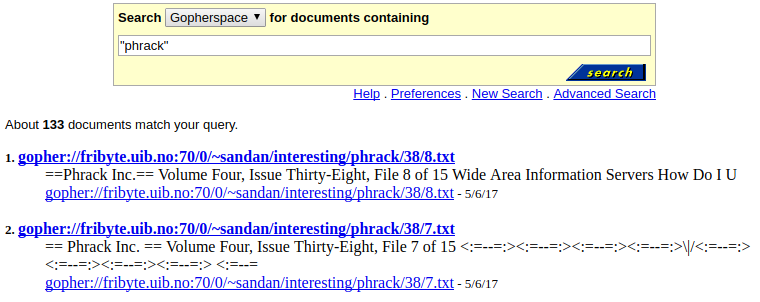 Search Gopherspace ▼ for documents containing
"phrack"
search
Help . Preferences . New Search . Advanced Search
About 133 documents match your query.
1. gopher://fribyte.uib.no:70/0/~sandan/interesting/phrack/38/8.txt
==Phrack Inc.== Volume Four, Issue Thirty-Eight, File 8 of 15 Wide Area Information Servers How Do I U
gopher://fribyte.uib.no:70/0/~sandan/interesting/phrack/38/8.txt - 5/6/17
2. gopher://fribyte.uib.no:70/0/~sandan/interesting/phrack/38/7.txt
== Phrack Inc. == Volume Four, Issue Thirty-Eight, File 7 of 15 <:=--=:><:=--=:><:=--=:><:=--=:>\|/<:=--=:>
<:=--=:><:=--=:><:=--=:> <:=--=
gopher://fribyte.uib.no:70/0/~sandan/interesting/phrack/38/7.txt - 5/6/17